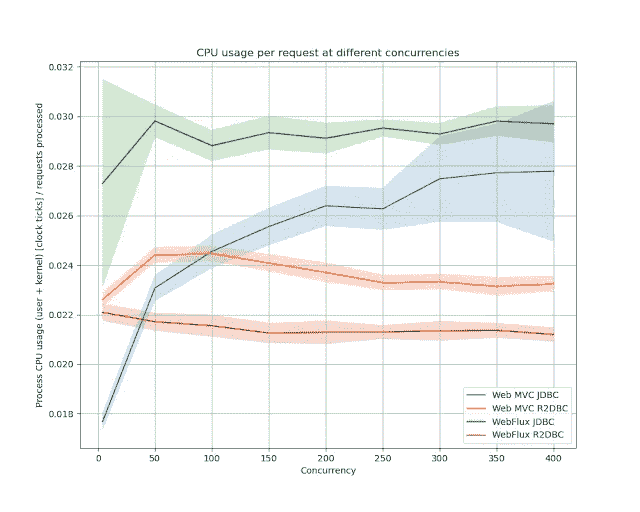 CPU usage per request at different concurrencies
Process CPU usage (user + kernel) [clock ticks] / requests processed
0.032
0.030
0.028
0.026
0.024
0.022
0.020
0.018
0
50
100
150
200
250
300
350
400
Concurrency
Web MVC JDBC
Web MVC R2DBC
WebFlux JDBC
WebFlux R2DBC